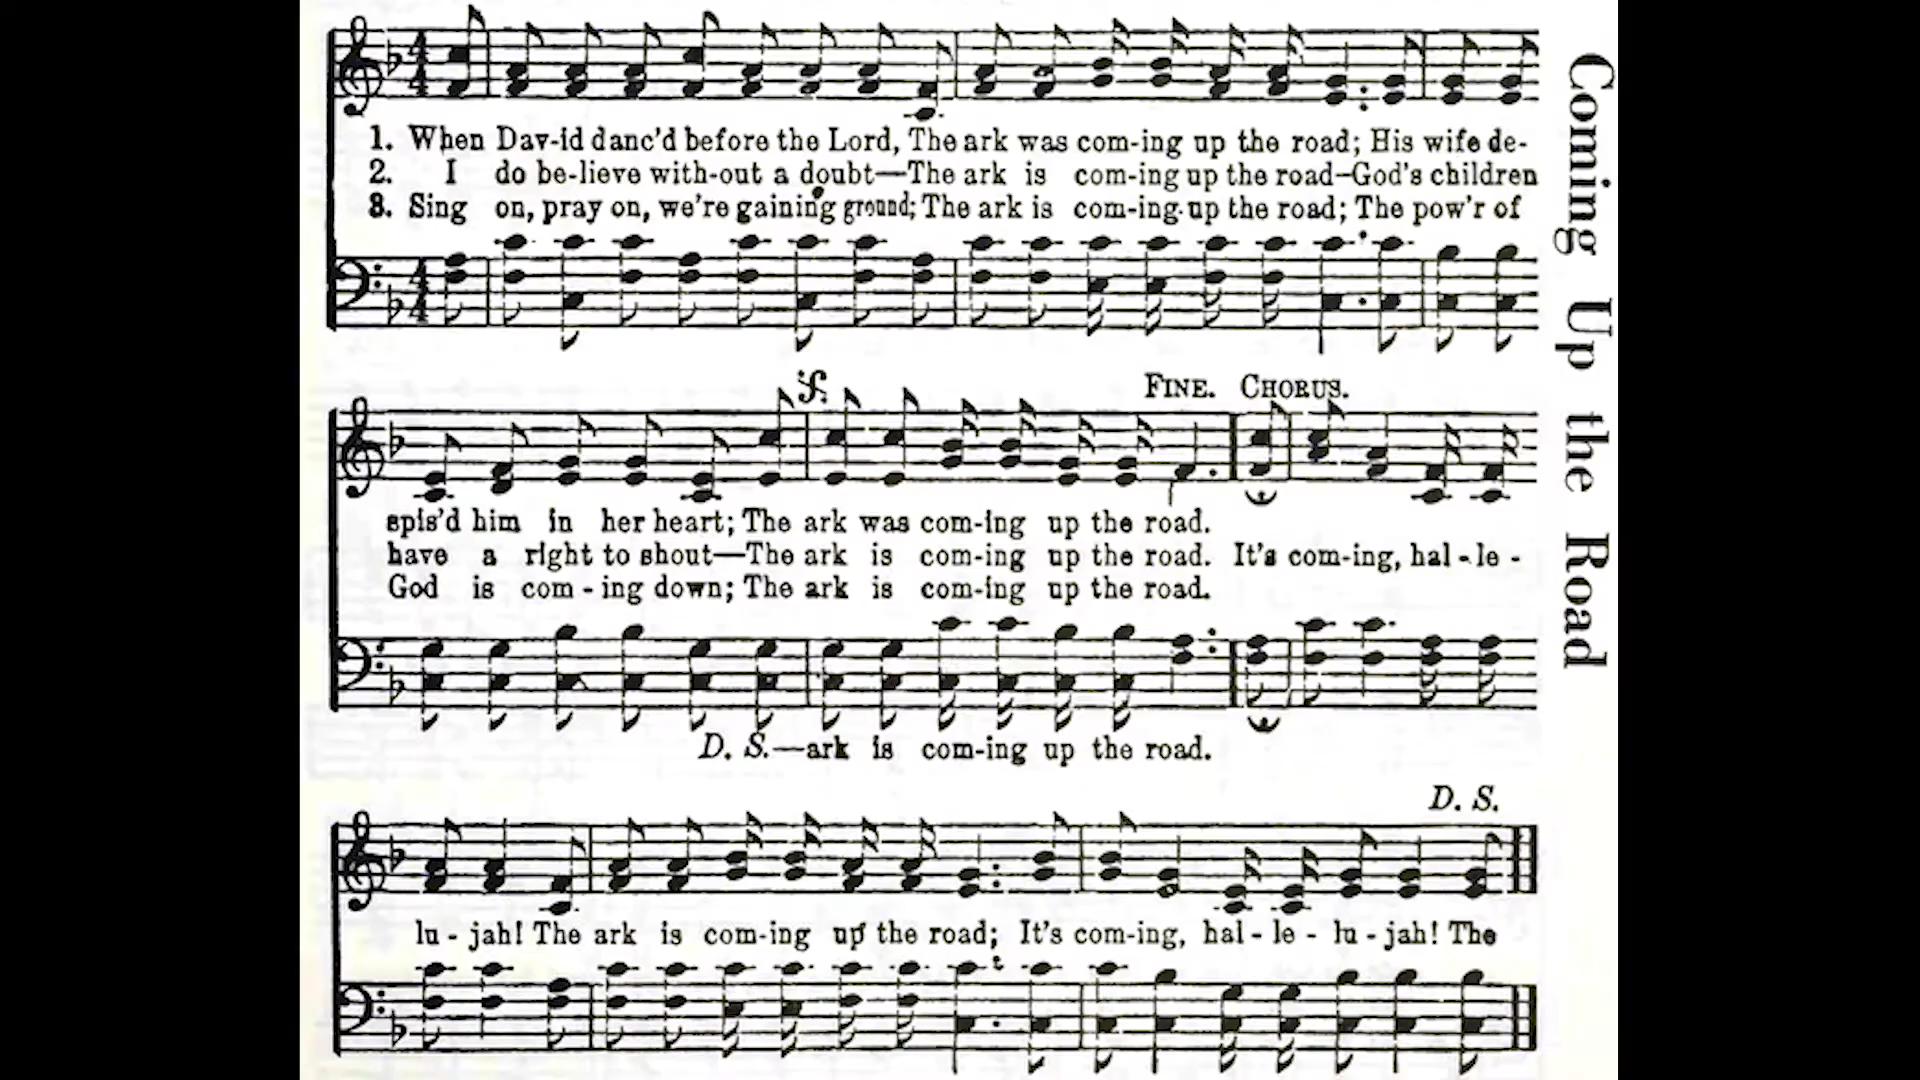 Coming Up the Road
1. When Dav-id danc'd before the Lord, The ark was com-ing up the road; His wife de-
2. I do be-lieve with-out a doubt—The ark is com-ing up the road—God's children
3. Sing on, pray on, we're gaining ground; The ark is com-ing up the road; The pow'r of
FINE. CHORUS.
spis'd him in her heart; The ark was com-ing up the road.
have a right to shout—The ark is com-ing up the road. It's com-ing, hal-le-
God is com-ing down; The ark is com-ing up the road.
D. S.—ark is com-ing up the road.
D. S.
lu-jah! The ark is com-ing up the road; It's com-ing, hal-le-lu-jah! The